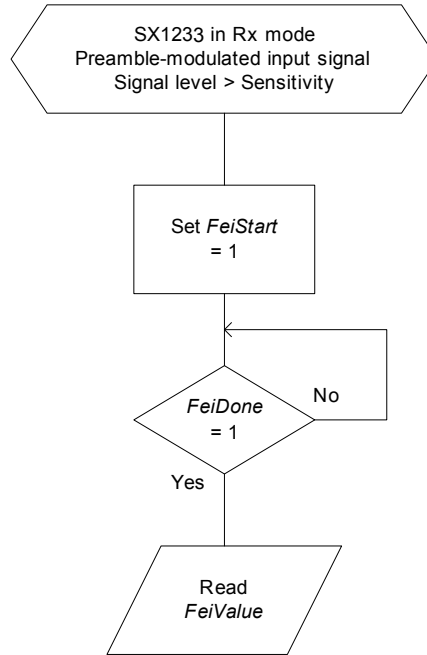 SX1233 in Rx mode
Preamble-modulated input signal
Signal level > Sensitivity
Set FeiStart
= 1
FeiDone
= 1
No
Yes
Read
FeiValue